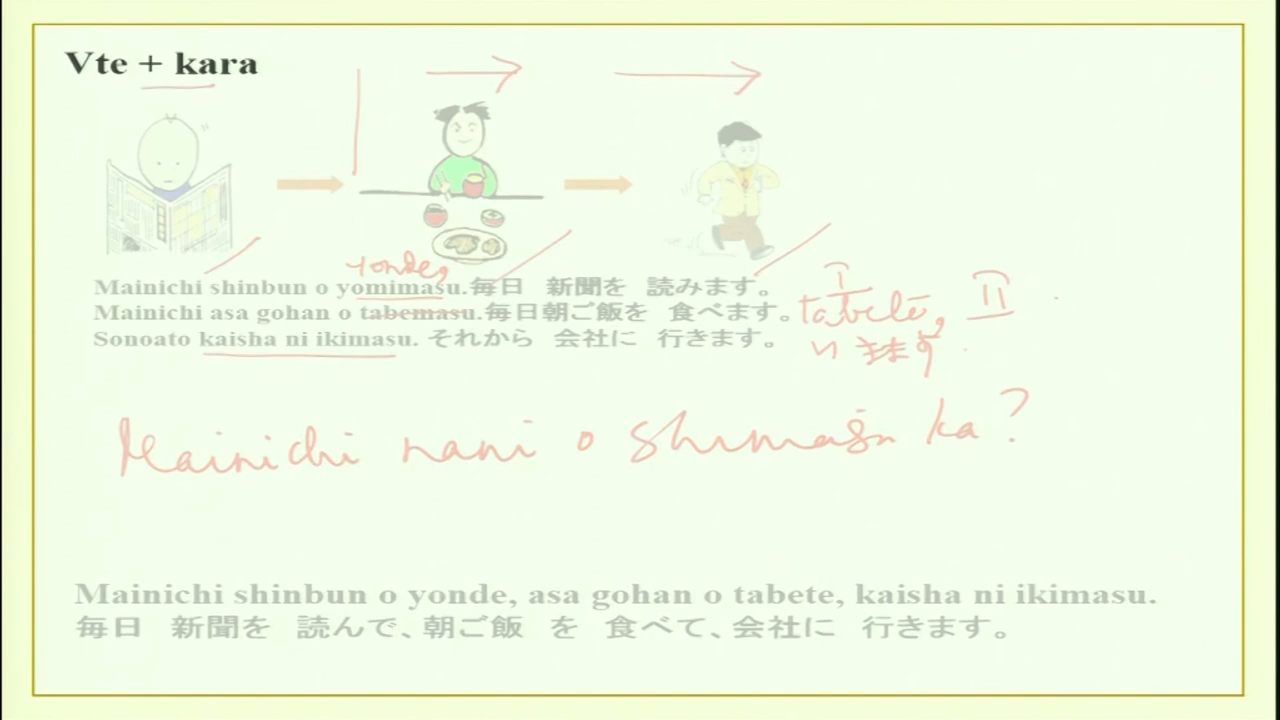 Vte + kara
yonde,
Mainichi shinbun o yomimasu.毎日 新聞を 読みます。
I
Mainichi asa gohan o tabemasu.毎日朝ご飯を 食べます。
tabete, II
Sonoato kaisha ni ikimasu. それから 会社に 行きます。
いきます
Mainichi nani o shimasu ka?
Mainichi shinbun o yonde, asa gohan o tabete, kaisha ni ikimasu.
毎日 新聞を 読んで、朝ご飯 を 食べて、会社に 行きます。